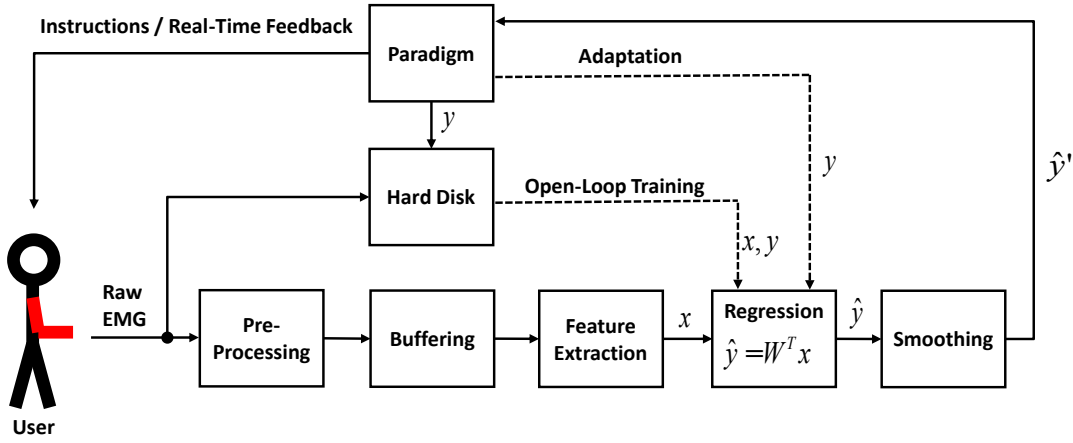 Instructions / Real-Time Feedback
Paradigm
Adaptation
y
y
ŷ'
Hard Disk
Open-Loop Training
x, y
Raw
EMG
Pre-
Processing
Buffering
Feature
Extraction
x
Regression
ŷ =Wᵀx
ŷ
Smoothing
User